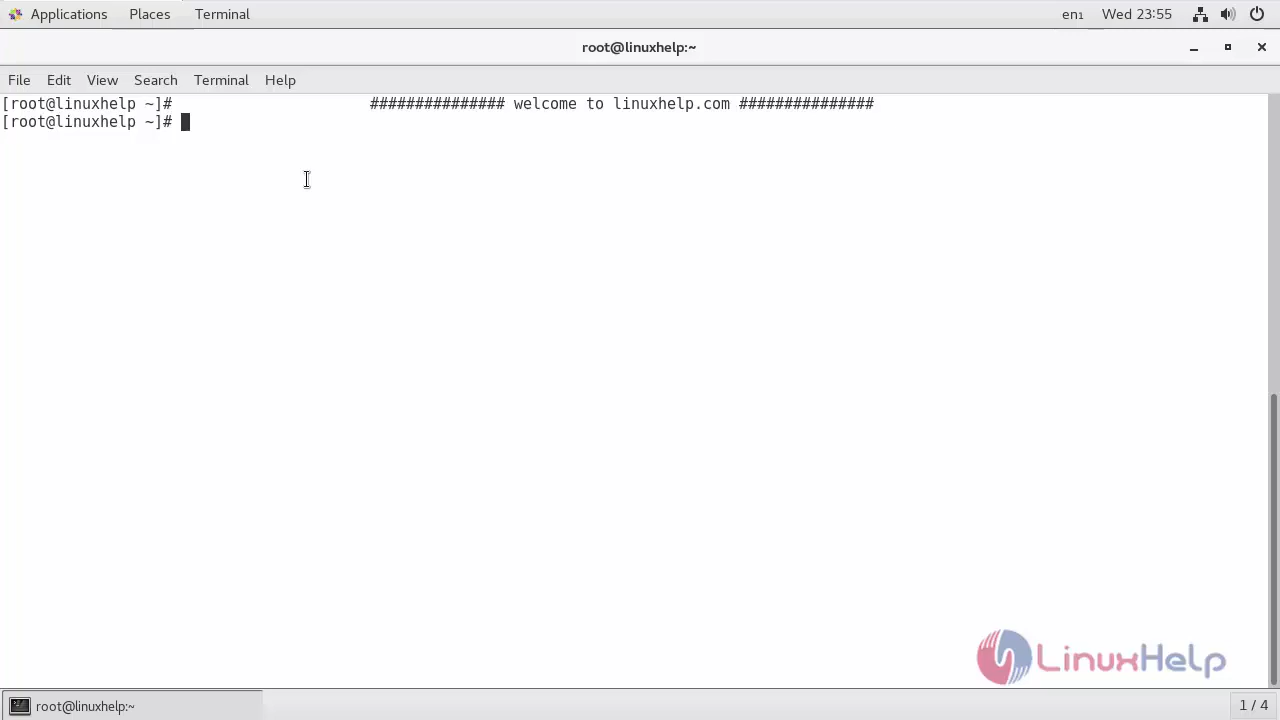 Applications Places Terminal en₁ Wed 23:55
root@linuxhelp:~
File Edit View Search Terminal Help
[root@linuxhelp ~]# ############### welcome to linuxhelp.com ###############
[root@linuxhelp ~]#
LinuxHelp
root@linuxhelp:~ 1 / 4